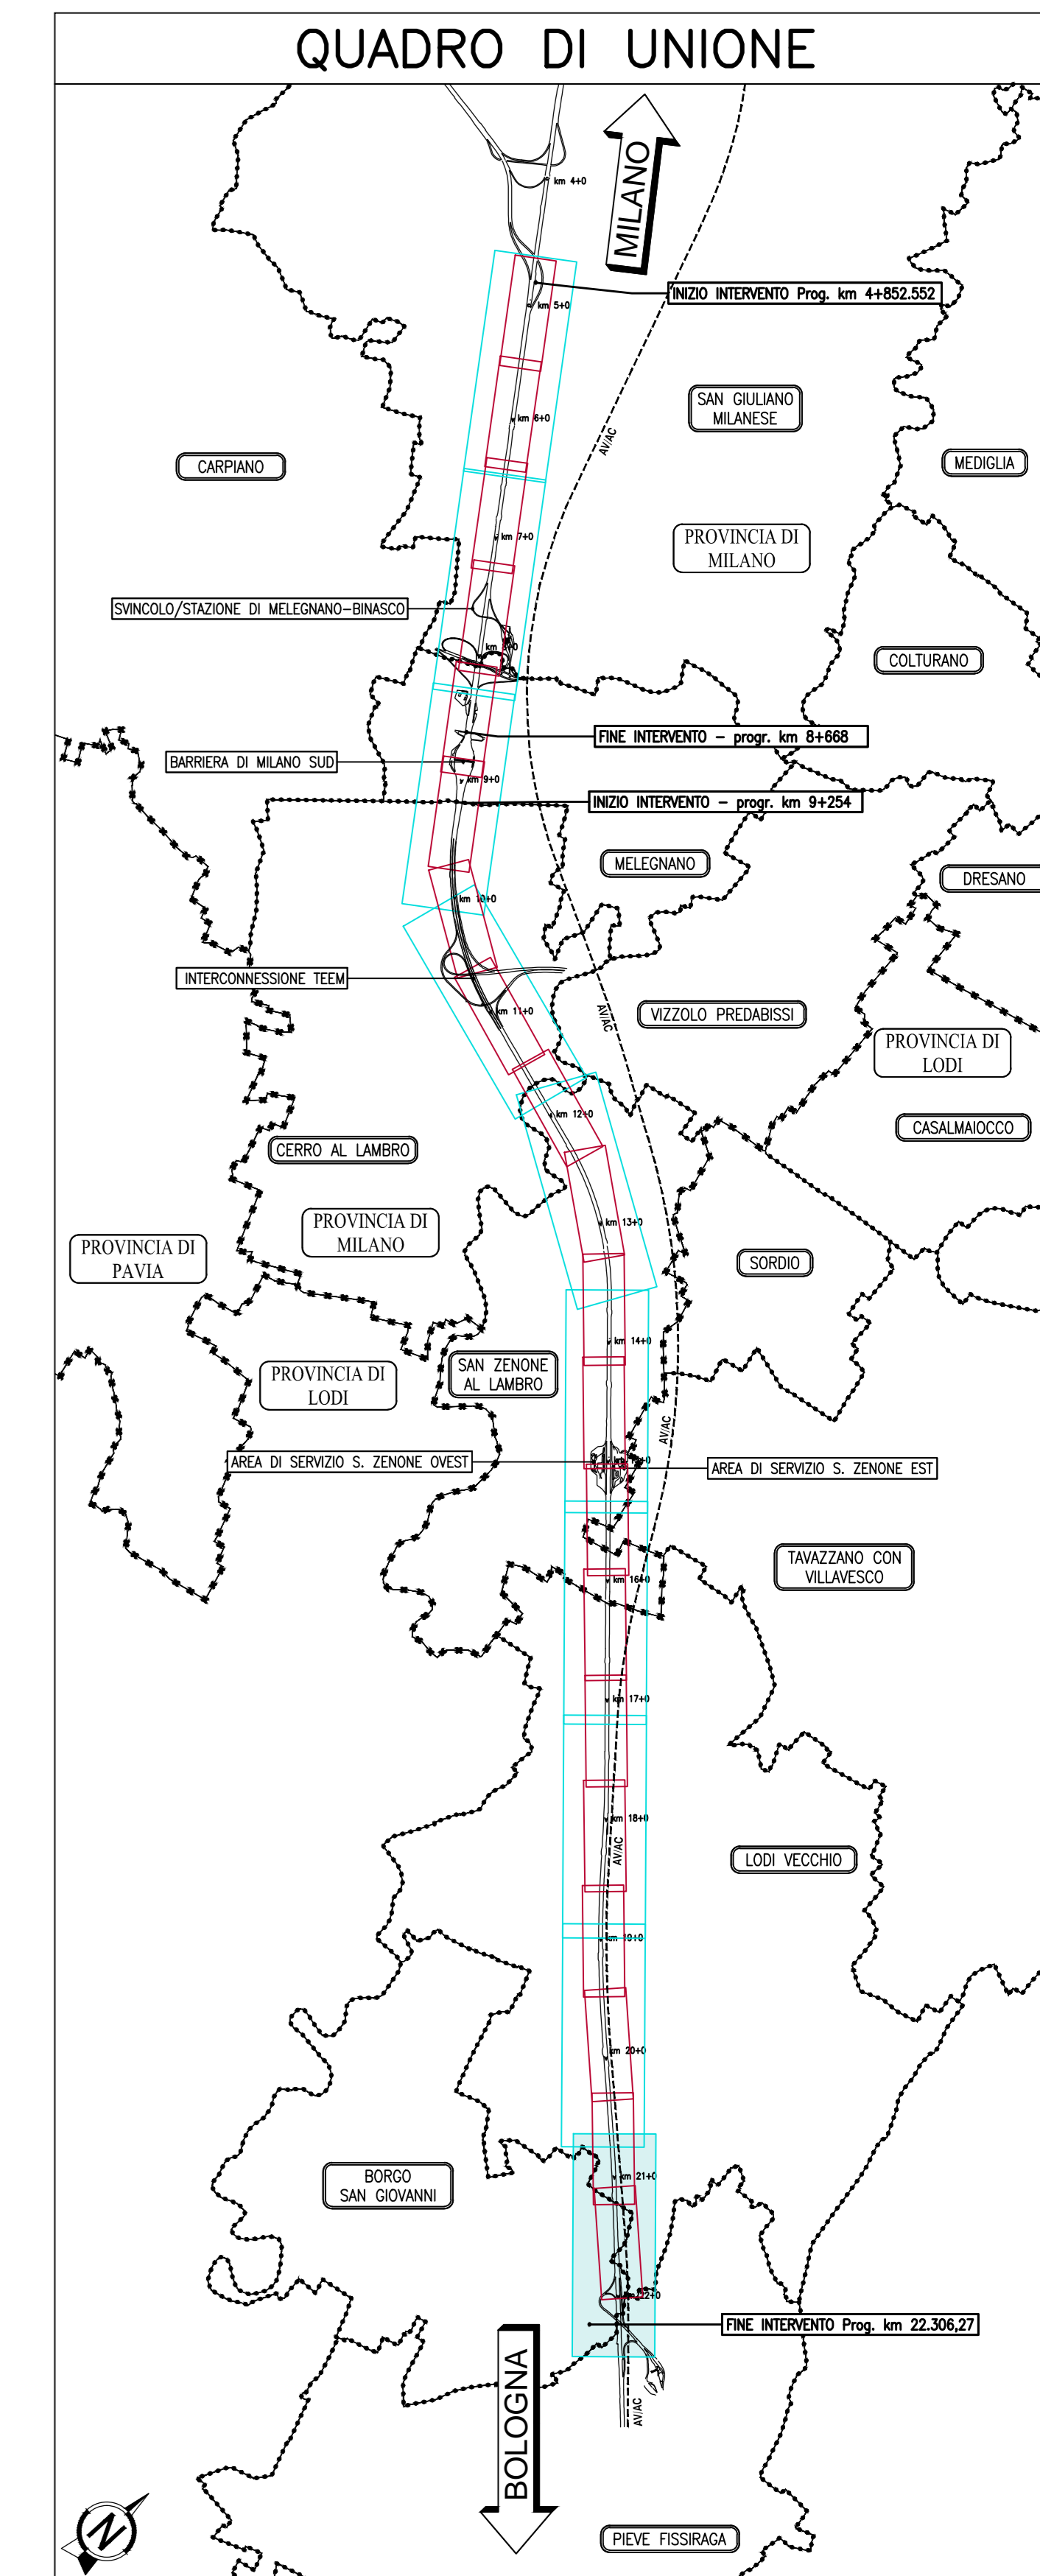 QUADRO DI UNIONE
MILANO
km 4+0
INIZIO INTERVENTO Prog. km 4+852.552
km 5+0
SAN GIULIANO
MILANESE
km 6+0
AV/AC
CARPIANO
MEDIGLIA
km 7+0
PROVINCIA DI
MILANO
SVINCOLO/STAZIONE DI MELEGNANO-BINASCO
COLTURANO
FINE INTERVENTO - progr. km 8+668
BARRIERA DI MILANO SUD
km 9+0
INIZIO INTERVENTO - progr. km 9+254
MELEGNANO
DRESANO
km 10+0
INTERCONNESSIONE TEEM
km 11+0
AV/AC
VIZZOLO PREDABISSI
PROVINCIA DI
LODI
km 12+0
CASALMAIOCCO
CERRO AL LAMBRO
PROVINCIA DI
MILANO
km 13+0
PROVINCIA DI
PAVIA
SORDIO
km 14+0
SAN ZENONE
AL LAMBRO
PROVINCIA DI
LODI
AV/AC
AREA DI SERVIZIO S. ZENONE OVEST
AREA DI SERVIZIO S. ZENONE EST
TAVAZZANO CON
VILLAVESCO
km 16+0
km 17+0
km 18+0
AV/AC
LODI VECCHIO
km 19+0
km 20+0
km 21+0
BORGO
SAN GIOVANNI
km 22+0
FINE INTERVENTO Prog. km 22.306,27
BOLOGNA
AV/AC
N
PIEVE FISSIRAGA